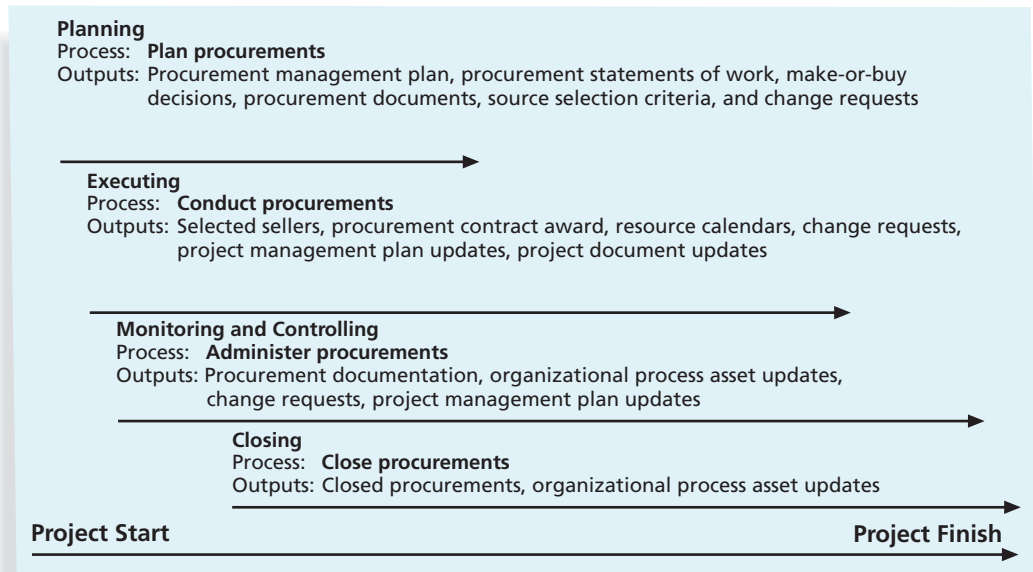 Planning
Process: Plan procurements
Outputs: Procurement management plan, procurement statements of work, make-or-buy
decisions, procurement documents, source selection criteria, and change requests
Executing
Process: Conduct procurements
Outputs: Selected sellers, procurement contract award, resource calendars, change requests,
project management plan updates, project document updates
Monitoring and Controlling
Process: Administer procurements
Outputs: Procurement documentation, organizational process asset updates,
change requests, project management plan updates
Closing
Process: Close procurements
Outputs: Closed procurements, organizational process asset updates
Project Start Project Finish